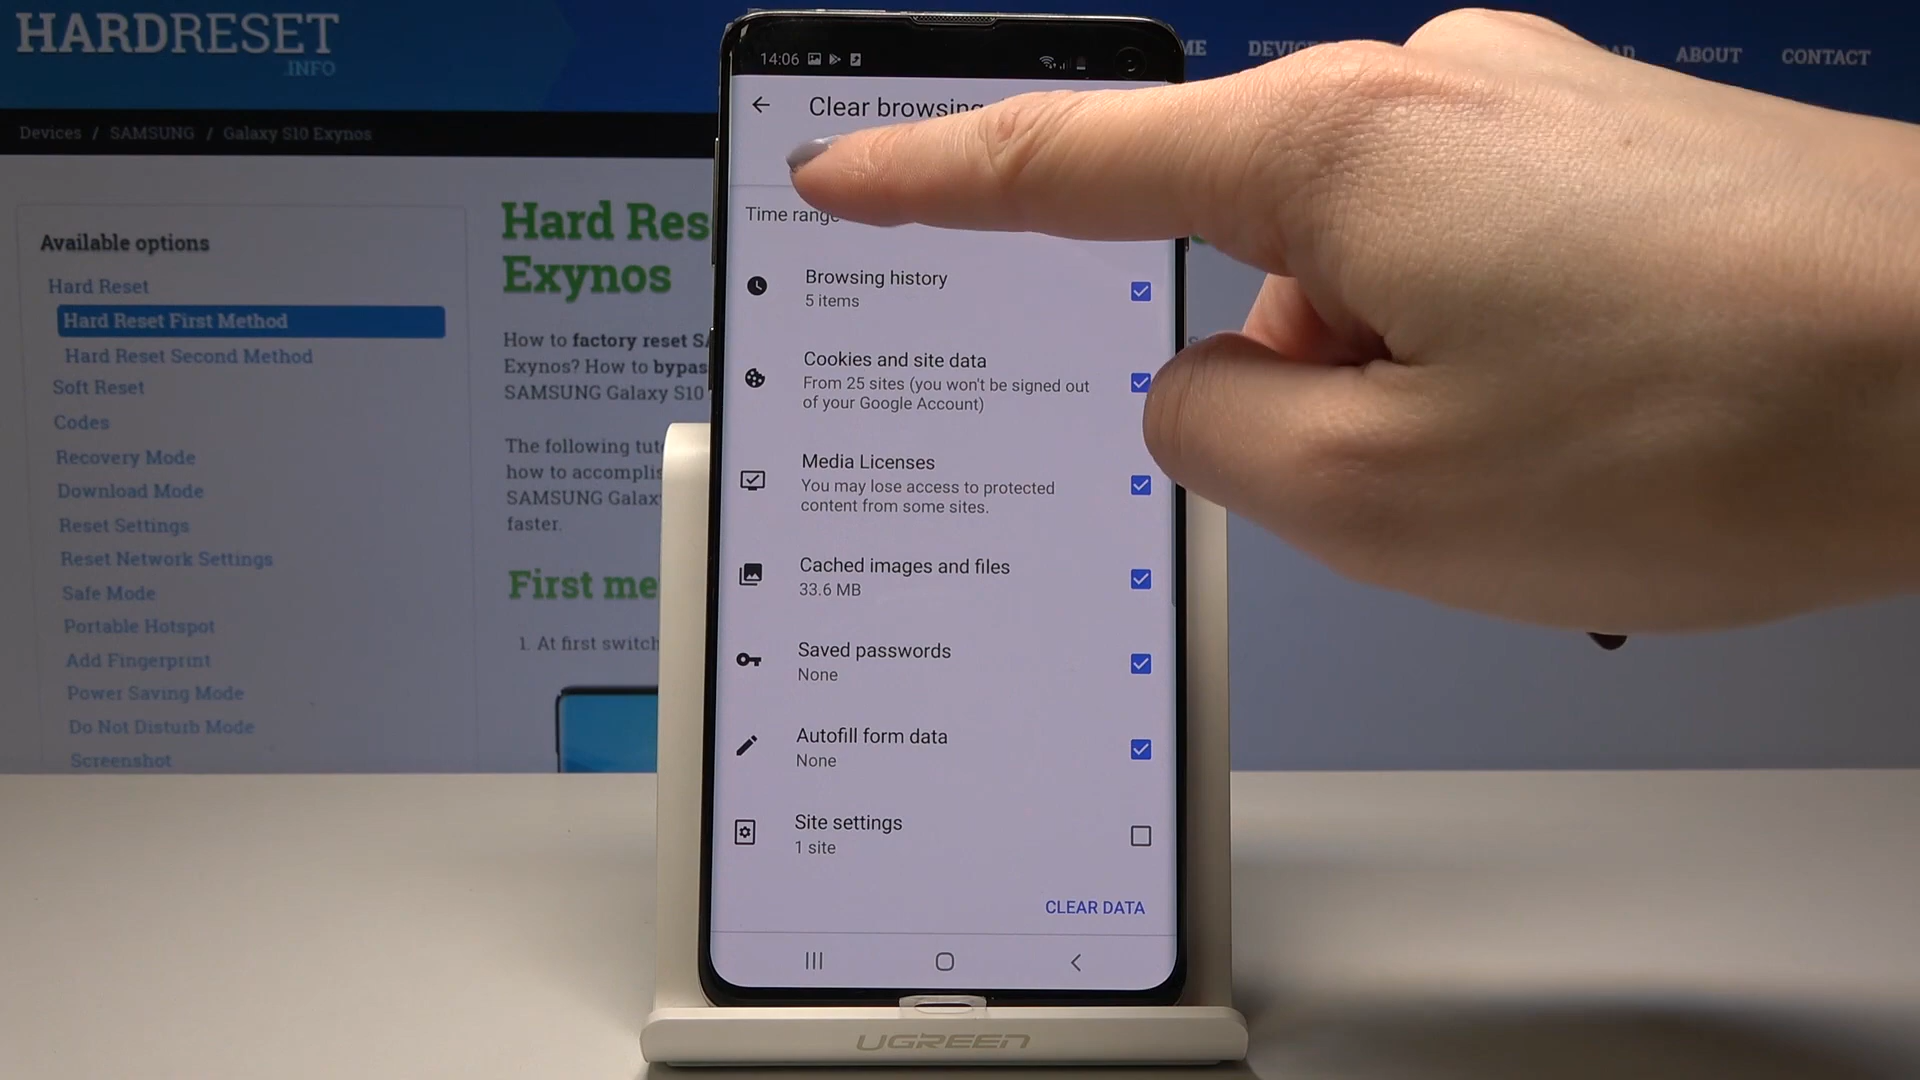 HARDRESET
.INFO
DEVICES
ABOUT
CONTACT
Devices / SAMSUNG / Galaxy S10 Exynos
Available options
Hard Reset
Hard Reset First Method
Hard Reset Second Method
Soft Reset
Codes
Recovery Mode
Download Mode
Reset Settings
Reset Network Settings
Safe Mode
Portable Hotspot
Add Fingerprint
Power Saving Mode
Do Not Disturb Mode
Screenshot
Hard Res
Exynos
How to factory reset SA
Exynos? How to bypas
SAMSUNG Galaxy S10
The following tut
how to accomplis
SAMSUNG Galax
faster.
First me
1. At first switch
14:06
Clear browsing
Time range
Browsing history
5 items
Cookies and site data
From 25 sites (you won't be signed out
of your Google Account)
Media Licenses
You may lose access to protected
content from some sites.
Cached images and files
33.6 MB
Saved passwords
None
Autofill form data
None
Site settings
1 site
CLEAR DATA
UGREEN